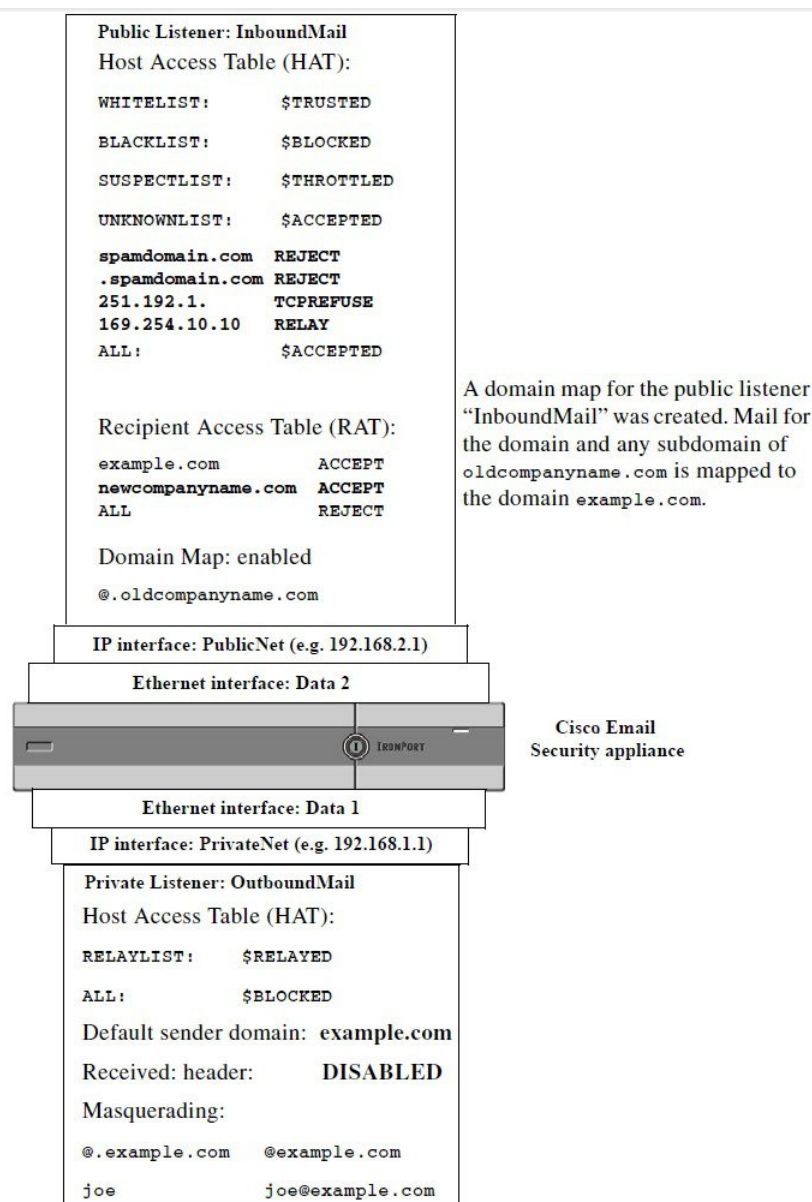 Public Listener: InboundMail
Host Access Table (HAT):
WHITELIST: $TRUSTED
BLACKLIST: $BLOCKED
SUSPECTLIST: $THROTTLED
UNKNOWNLIST: $ACCEPTED
spamdomain.com REJECT
.spamdomain.com REJECT
251.192.1. TCPREFUSE
169.254.10.10 RELAY
ALL: $ACCEPTED
Recipient Access Table (RAT):
example.com ACCEPT
newcompanyname.com ACCEPT
ALL REJECT
Domain Map: enabled
@.oldcompanyname.com
A domain map for the public listener
“InboundMail” was created. Mail for
the domain and any subdomain of
oldcompanyname.com is mapped to
the domain example.com.
IP interface: PublicNet (e.g. 192.168.2.1)
Ethernet interface: Data 2
IRONPORT
Cisco Email
Security appliance
Ethernet interface: Data 1
IP interface: PrivateNet (e.g. 192.168.1.1)
Private Listener: OutboundMail
Host Access Table (HAT):
RELAYLIST: $RELAYED
ALL: $BLOCKED
Default sender domain: example.com
Received: header: DISABLED
Masquerading:
@.example.com @example.com
joe joe@example.com